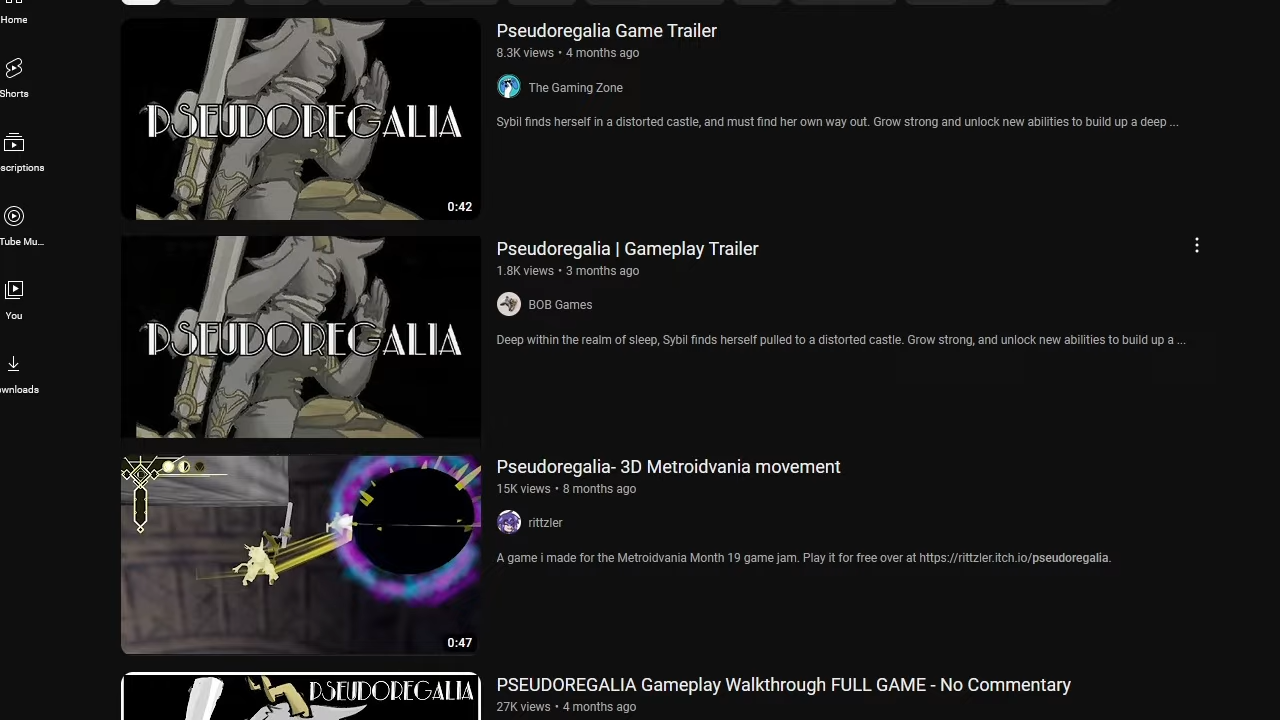 Home
Shorts
scriptions
Tube Mu...
You
wnloads
PSEUDOREGALIA
0:42
Pseudoregalia Game Trailer
8.3K views • 4 months ago
The Gaming Zone
Sybil finds herself in a distorted castle, and must find her own way out. Grow strong and unlock new abilities to build up a deep ...
PSEUDOREGALIA
Pseudoregalia | Gameplay Trailer
1.8K views • 3 months ago
BOB Games
Deep within the realm of sleep, Sybil finds herself pulled to a distorted castle. Grow strong, and unlock new abilities to build up a ...
0:47
Pseudoregalia- 3D Metroidvania movement
15K views • 8 months ago
rittzler
A game i made for the Metroidvania Month 19 game jam. Play it for free over at https://rittzler.itch.io/pseudoregalia.
PSEUDOREGALIA
PSEUDOREGALIA Gameplay Walkthrough FULL GAME - No Commentary
27K views • 4 months ago